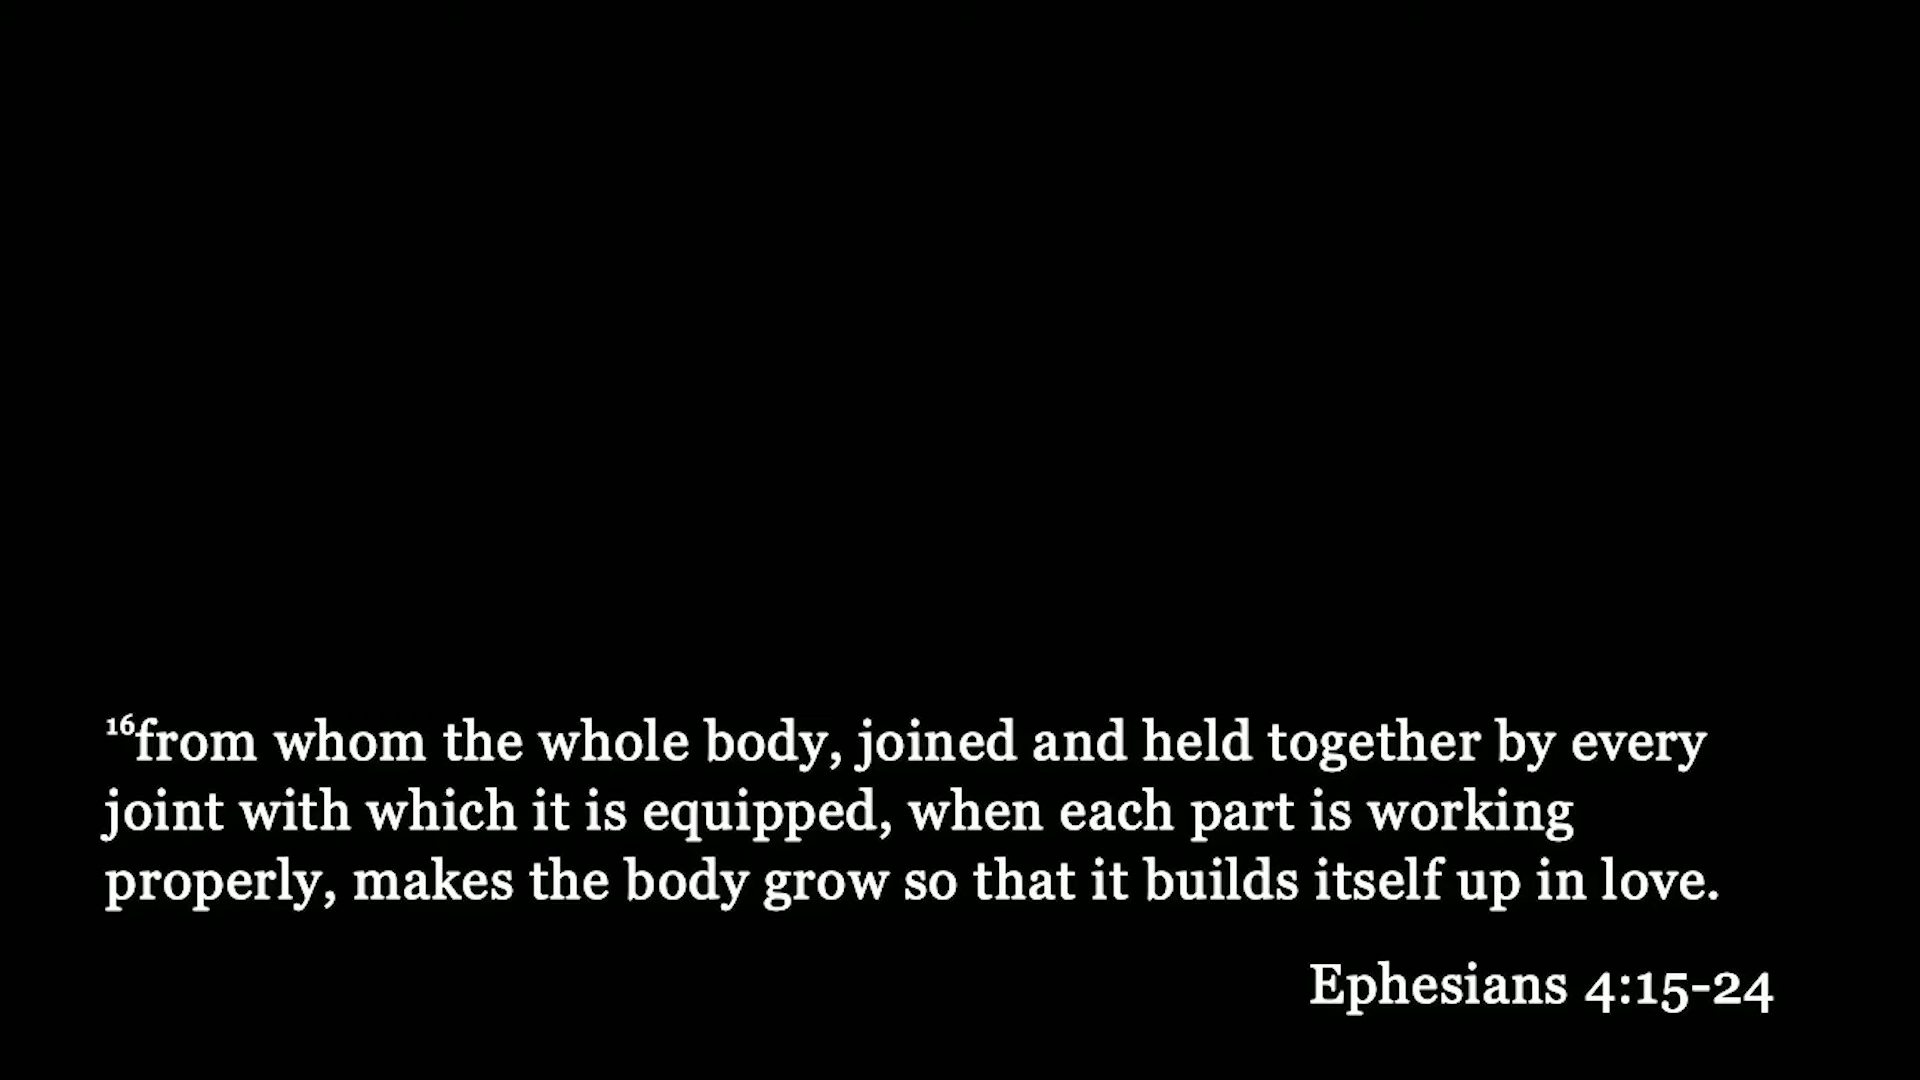 ¹⁶from whom the whole body, joined and held together by every
joint with which it is equipped, when each part is working
properly, makes the body grow so that it builds itself up in love.
Ephesians 4:15-24